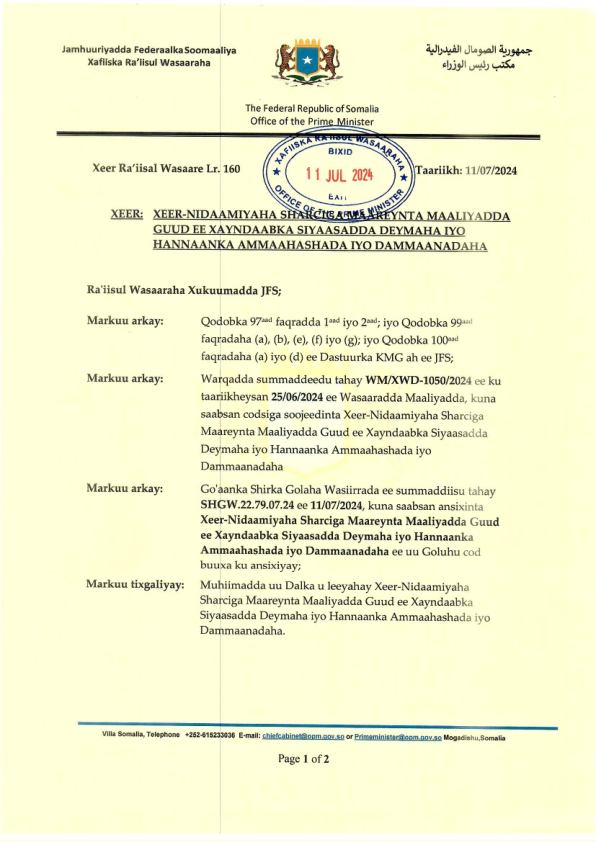 Jamhuuriyadda FederaalkaSoomaaliya
Xafiiska Ra'iisul Wasaaraha
جمهورية الصومال الفيدرالية
مكتب رئيس الوزراء
The Federal Republic of Somalia
Office of the Prime Minister
XAFIISKA RA'IISUL WASAARAHA
BIXID
11 JUL 2024
EXIT
OFFICE OF THE PRIME MINISTER
Xeer Ra'iisal Wasaare Lr. 160
Taariikh: 11/07/2024
XEER: XEER-NIDAAMIYAHA SHARCIGA MAAREYNTA MAALIYADDA
GUUD EE XAYNDAABKA SIYAASADDA DEYMAHA IYO
HANNAANKA AMMAAHASHADA IYO DAMMAANADAHA
Ra'iisul Wasaaraha Xukuumadda JFS;
Markuu arkay: Qodobka 97aad faqradda 1aad iyo 2aad; iyo Qodobka 99aad
faqradaha (a), (b), (e), (f) iyo (g); iyo Qodobka 100aad
faqradaha (a) iyo (d) ee Dastuurka KMG ah ee JFS;
Markuu arkay: Warqadda summaddeedu tahay WM/XWD-1050/2024 ee ku
taariikheysan 25/06/2024 ee Wasaaradda Maaliyadda, kuna
saabsan codsiga soojeedinta Xeer-Nidaamiyaha Sharciga
Maareynta Maaliyadda Guud ee Xayndaabka Siyaasadda
Deymaha iyo Hannaanka Ammaahashada iyo
Dammaanadaha
Markuu arkay: Go'aanka Shirka Golaha Wasiirrada ee summaddiisu tahay
SHGW.22.79.07.24 ee 11/07/2024, kuna saabsan ansixinta
Xeer-Nidaamiyaha Sharciga Maareynta Maaliyadda Guud
ee Xayndaabka Siyaasadda Deymaha iyo Hannaanka
Ammaahashada iyo Dammaanadaha ee uu Goluhu cod
buuxa ku ansixiyay;
Markuu tixgaliyay: Muhiimadda uu Dalka u leeyahay Xeer-Nidaamiyaha
Sharciga Maareynta Maaliyadda Guud ee Xayndaabka
Siyaasadda Deymaha iyo Hannaanka Ammaahashada iyo
Dammaanadaha.
Villa Somalia, Telephone +252-615233036 E-mail: chiefcabinet@opm.gov.so or Primeminister@opm.gov.so Mogadishu,Somalia
Page 1 of 2